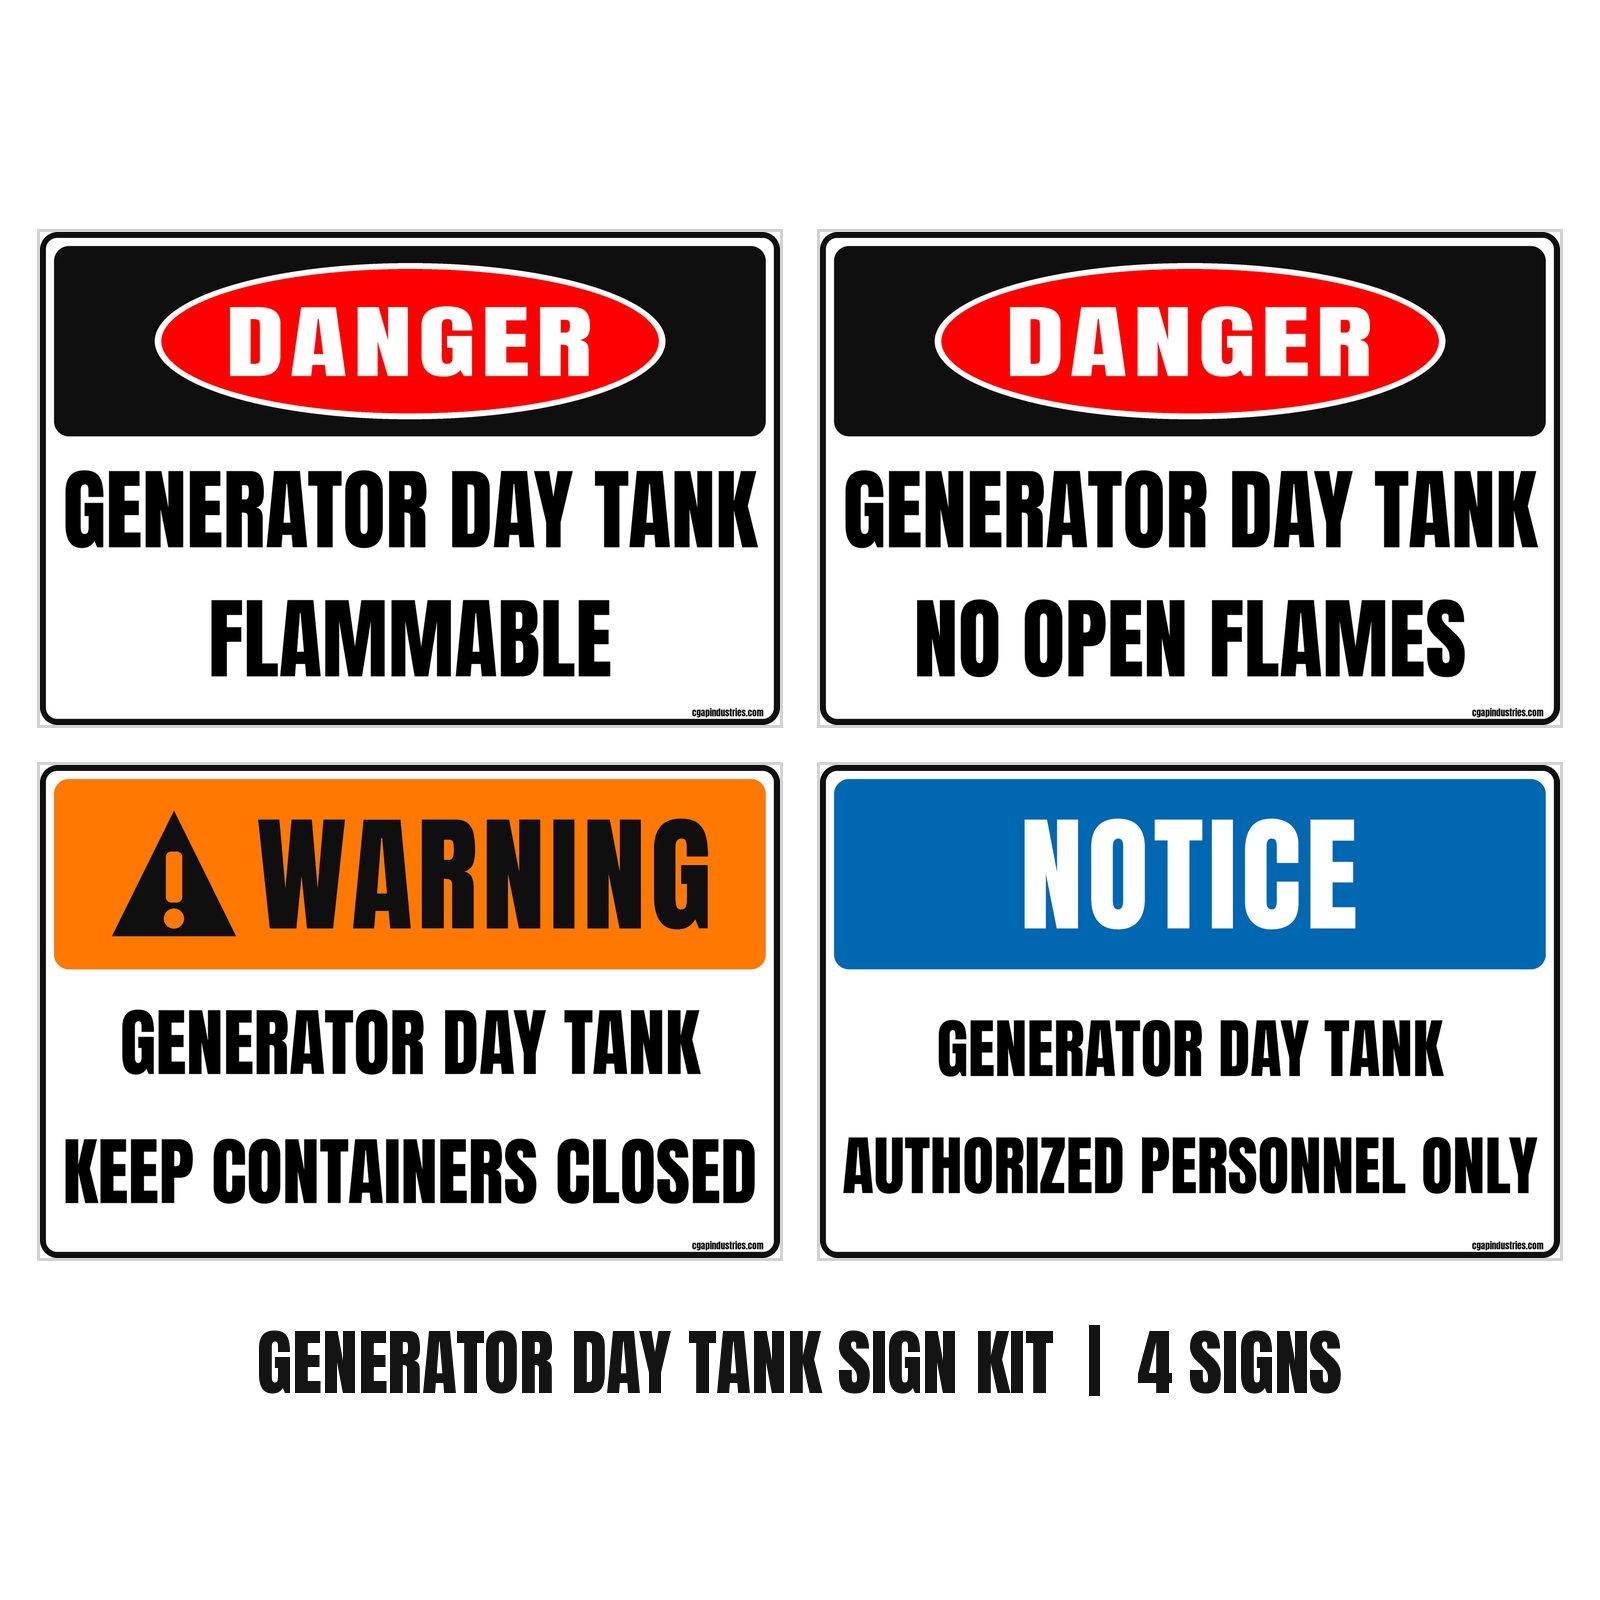 DANGER
GENERATOR DAY TANK
FLAMMABLE
cgapindustries.com
DANGER
GENERATOR DAY TANK
NO OPEN FLAMES
cgapindustries.com
WARNING
GENERATOR DAY TANK
KEEP CONTAINERS CLOSED
cgapindustries.com
NOTICE
GENERATOR DAY TANK
AUTHORIZED PERSONNEL ONLY
cgapindustries.com
GENERATOR DAY TANK SIGN KIT | 4 SIGNS